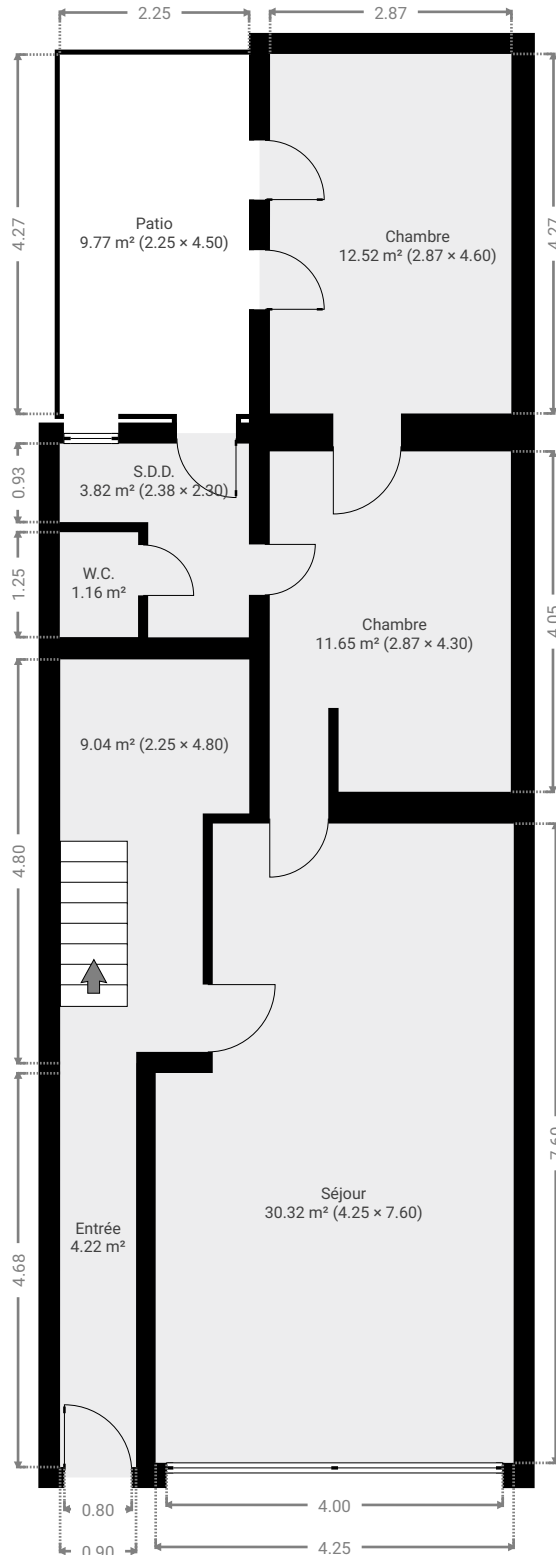 2.25
2.87
4.27
4.27
Patio
9.77 m² (2.25 × 4.50)
Chambre
12.52 m² (2.87 × 4.60)
0.93
S.D.D.
3.82 m² (2.38 × 2.30)
1.25
W.C.
1.16 m²
Chambre
11.65 m² (2.87 × 4.30)
4.05
9.04 m² (2.25 × 4.80)
4.80
7.60
Séjour
30.32 m² (4.25 × 7.60)
Entrée
4.22 m²
4.68
0.80
4.00
0.90
4.25